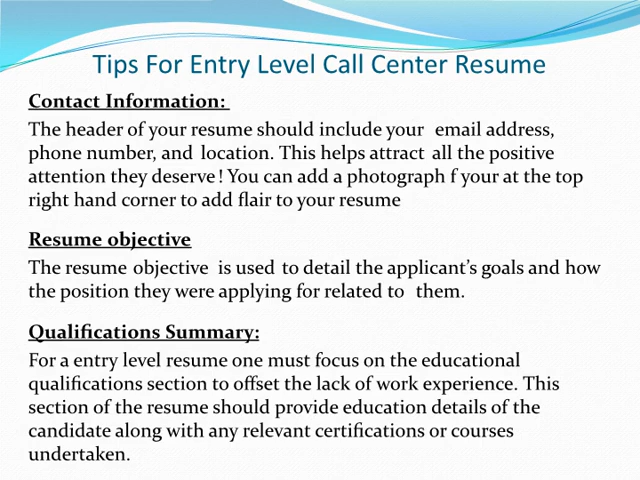 Tips For Entry Level Call Center Resume
Contact Information:
The header of your resume should include your email address,
phone number, and location. This helps attract all the positive
attention they deserve! You can add a photograph f your at the top
right hand corner to add flair to your resume
Resume objective
The resume objective is used to detail the applicant's goals and how
the position they were applying for related to them.
Qualifications Summary:
For a entry level resume one must focus on the educational
qualifications section to offset the lack of work experience. This
section of the resume should provide education details of the
candidate along with any relevant certifications or courses
undertaken.